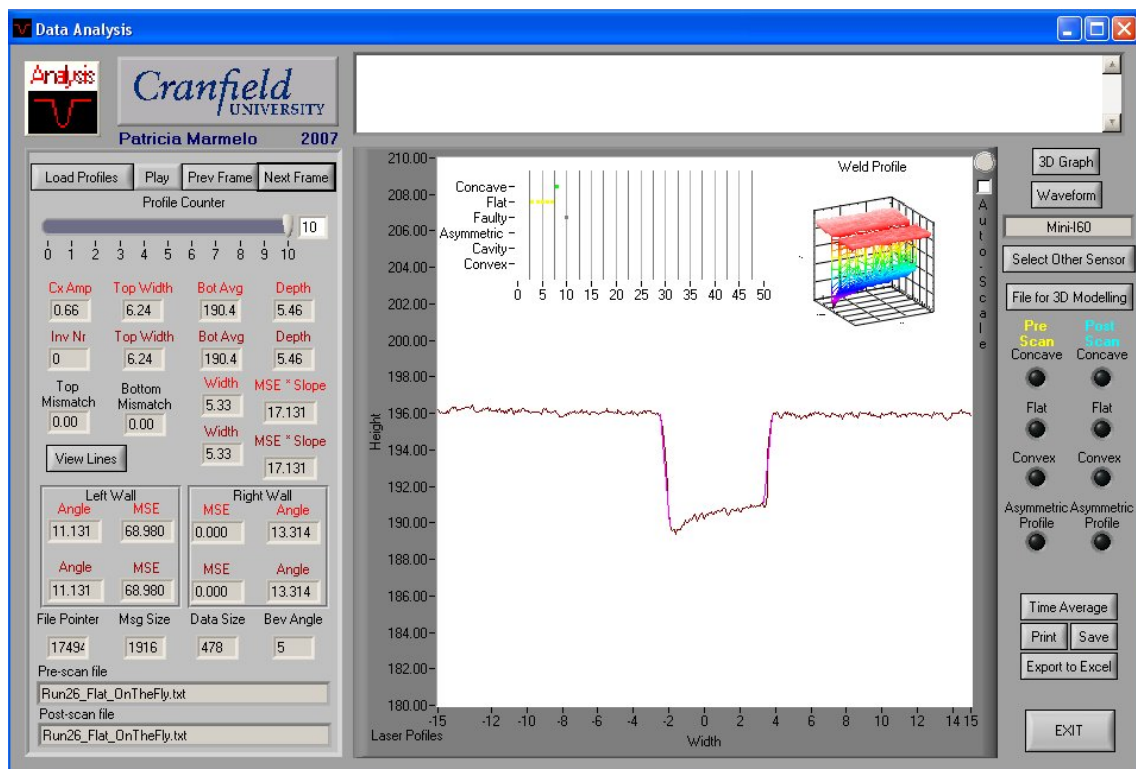 Data Analysis
Analysis
Cranfield
UNIVERSITY
Patricia Marmelo 2007
Load Profiles Play Prev Frame Next Frame
Profile Counter
10
0 1 2 3 4 5 6 7 8 9 10
Cx Amp Top Width Bot Avg Depth
0.66 6.24 190.4 5.46
Inv Nr Top Width Bot Avg Depth
0 6.24 190.4 5.46
Top Mismatch Bottom Mismatch Width MSE * Slope
0.00 0.00 5.33 17.131
Width MSE * Slope
5.33 17.131
View Lines
Left Wall Right Wall
Angle MSE MSE Angle
11.131 68.980 0.000 13.314
Angle MSE MSE Angle
11.131 68.980 0.000 13.314
File Pointer Msg Size Data Size Bev Angle
1916 478 5
Pre-scan file
Run26_Flat_OnTheFly.txt
Post-scan file
Run26_Flat_OnTheFly.txt
210.00
208.00
206.00
204.00
202.00
200.00
198.00
196.00
194.00
192.00
190.00
188.00
186.00
184.00
182.00
180.00
Height
-15 -12 -10 -8 -6 -4 -2 0 2 4 6 8 10 12 14 15
Width
Laser Pofiles
Concave
Flat
Faulty
Asymmetric
Cavity
Convex
0 5 10 15 20 25 30 35 40 45 50
Weld Profile
Auto-Scale
3D Graph
Waveform
Mini-I60
Select Other Sensor
File for 3D Modelling
Pre Scan Post Scan
Concave Concave
Flat Flat
Convex Convex
Asymmetric Profile Asymmetric Profile
Time Average
Print Save
Export to Excel
EXIT